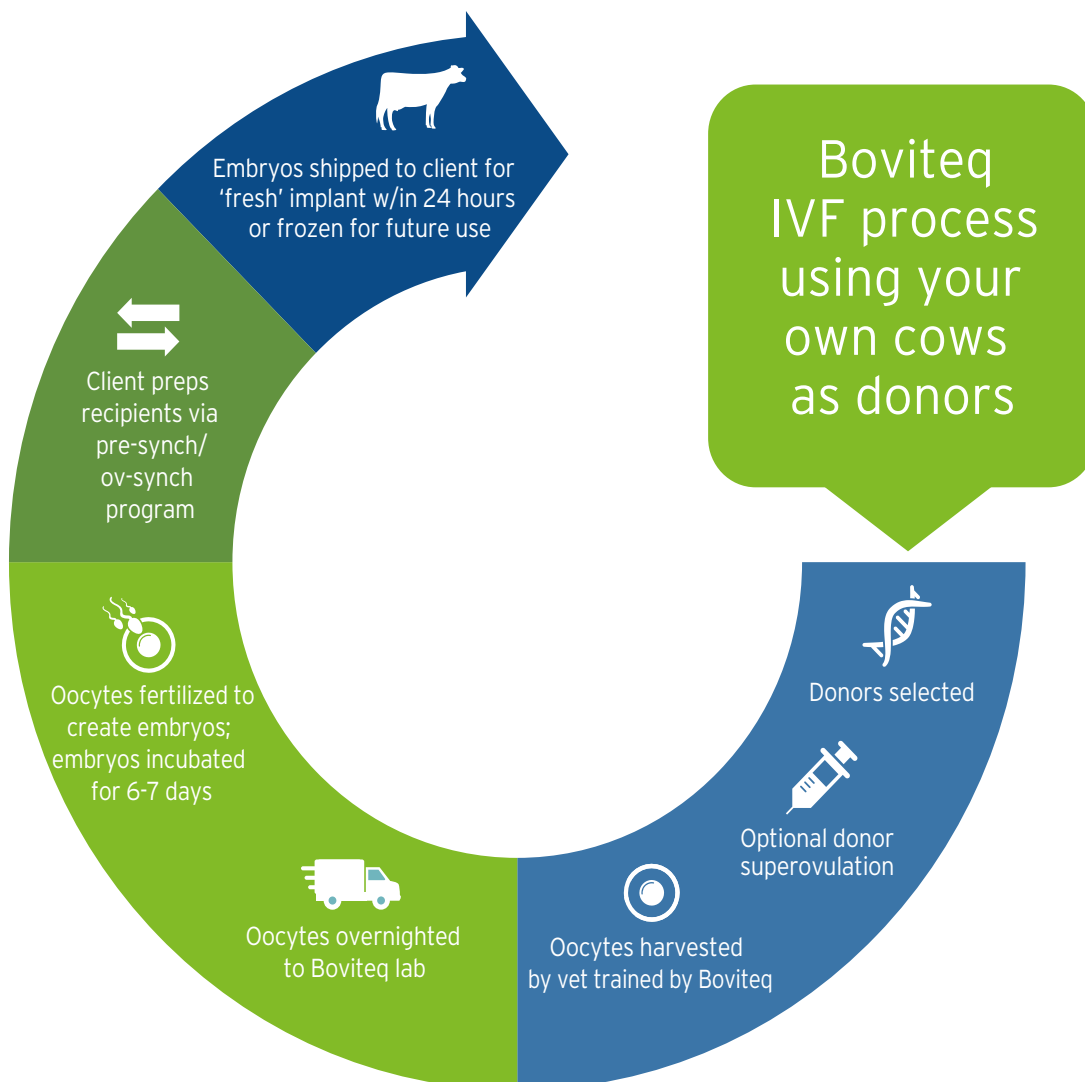 Boviteq
IVF process
using your
own cows
as donors
Donors selected
Optional donor
superovulation
Oocytes harvested
by vet trained by Boviteq
Oocytes overnighted
to Boviteq lab
Oocytes fertilized to
create embryos;
embryos incubated
for 6-7 days
Client preps
recipients via
pre-synch/
ov-synch
program
Embryos shipped to client for
‘fresh’ implant w/in 24 hours
or frozen for future use